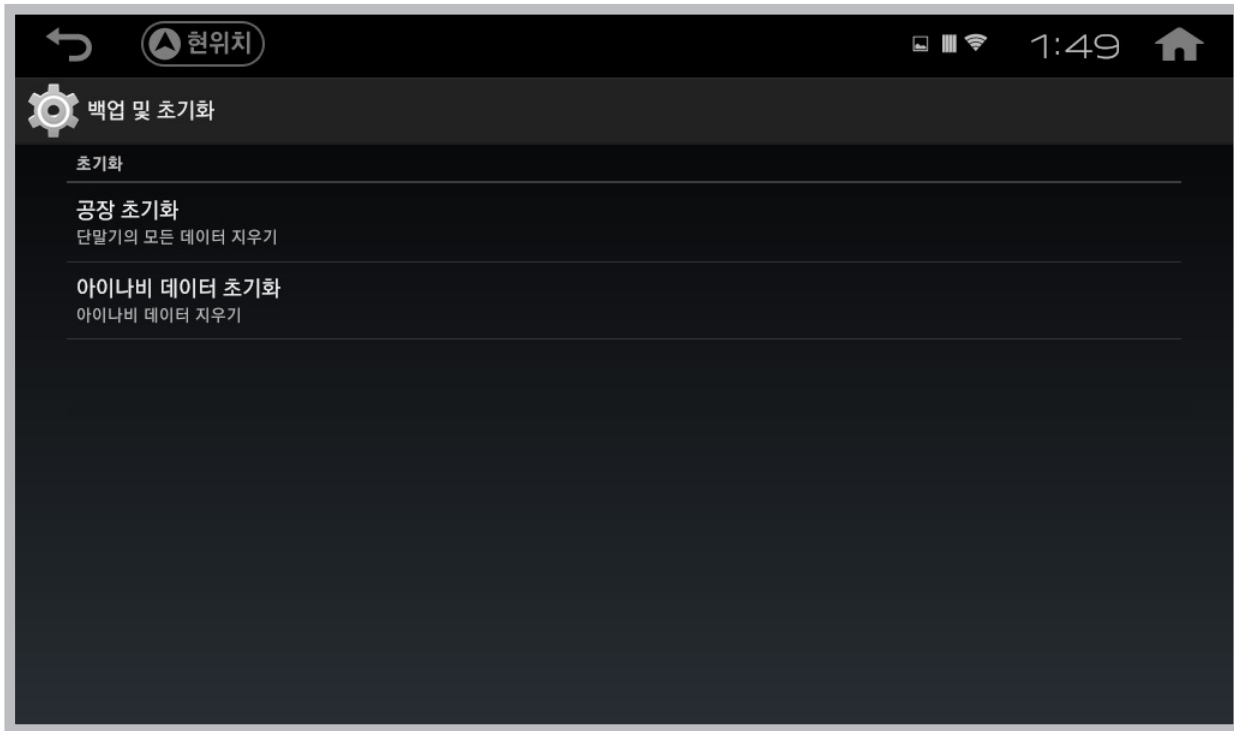 현위치
1:49
백업 및 초기화
초기화
공장 초기화
단말기의 모든 데이터 지우기
아이나비 데이터 초기화
아이나비 데이터 지우기